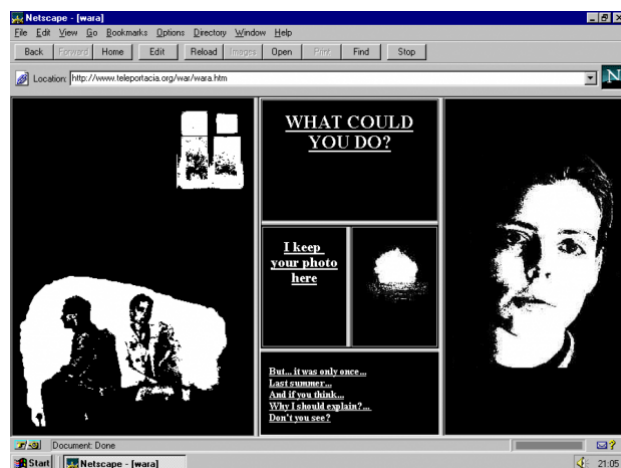 Netscape - [wara]
File Edit View Go Bookmarks Options Directory Window Help
Back Forward Home Edit Reload Images Open Print Find Stop
Location: http://www.teleportacia.org/war/wara.htm
N
WHAT COULD
YOU DO?
I keep
your photo
here
But... it was only once...
Last summer...
And if you think...
Why I should explain?...
Don't you see?
Document: Done
Start Netscape - [wara] 21:05